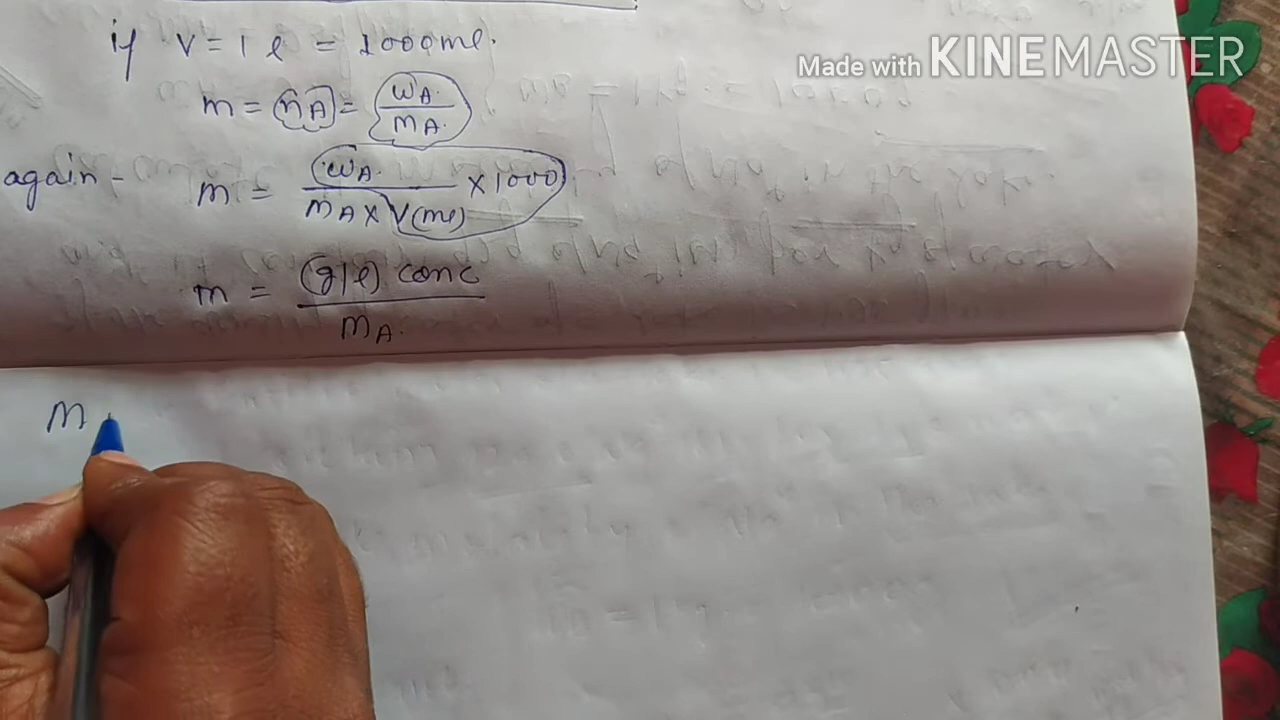 if V = 1 l = 1000ml.
Made with KINEMASTER
m = nA = WA / MA.
again - m = WA. / MA x V(ml) x 1000
m = (g/l) conc / MA.
M